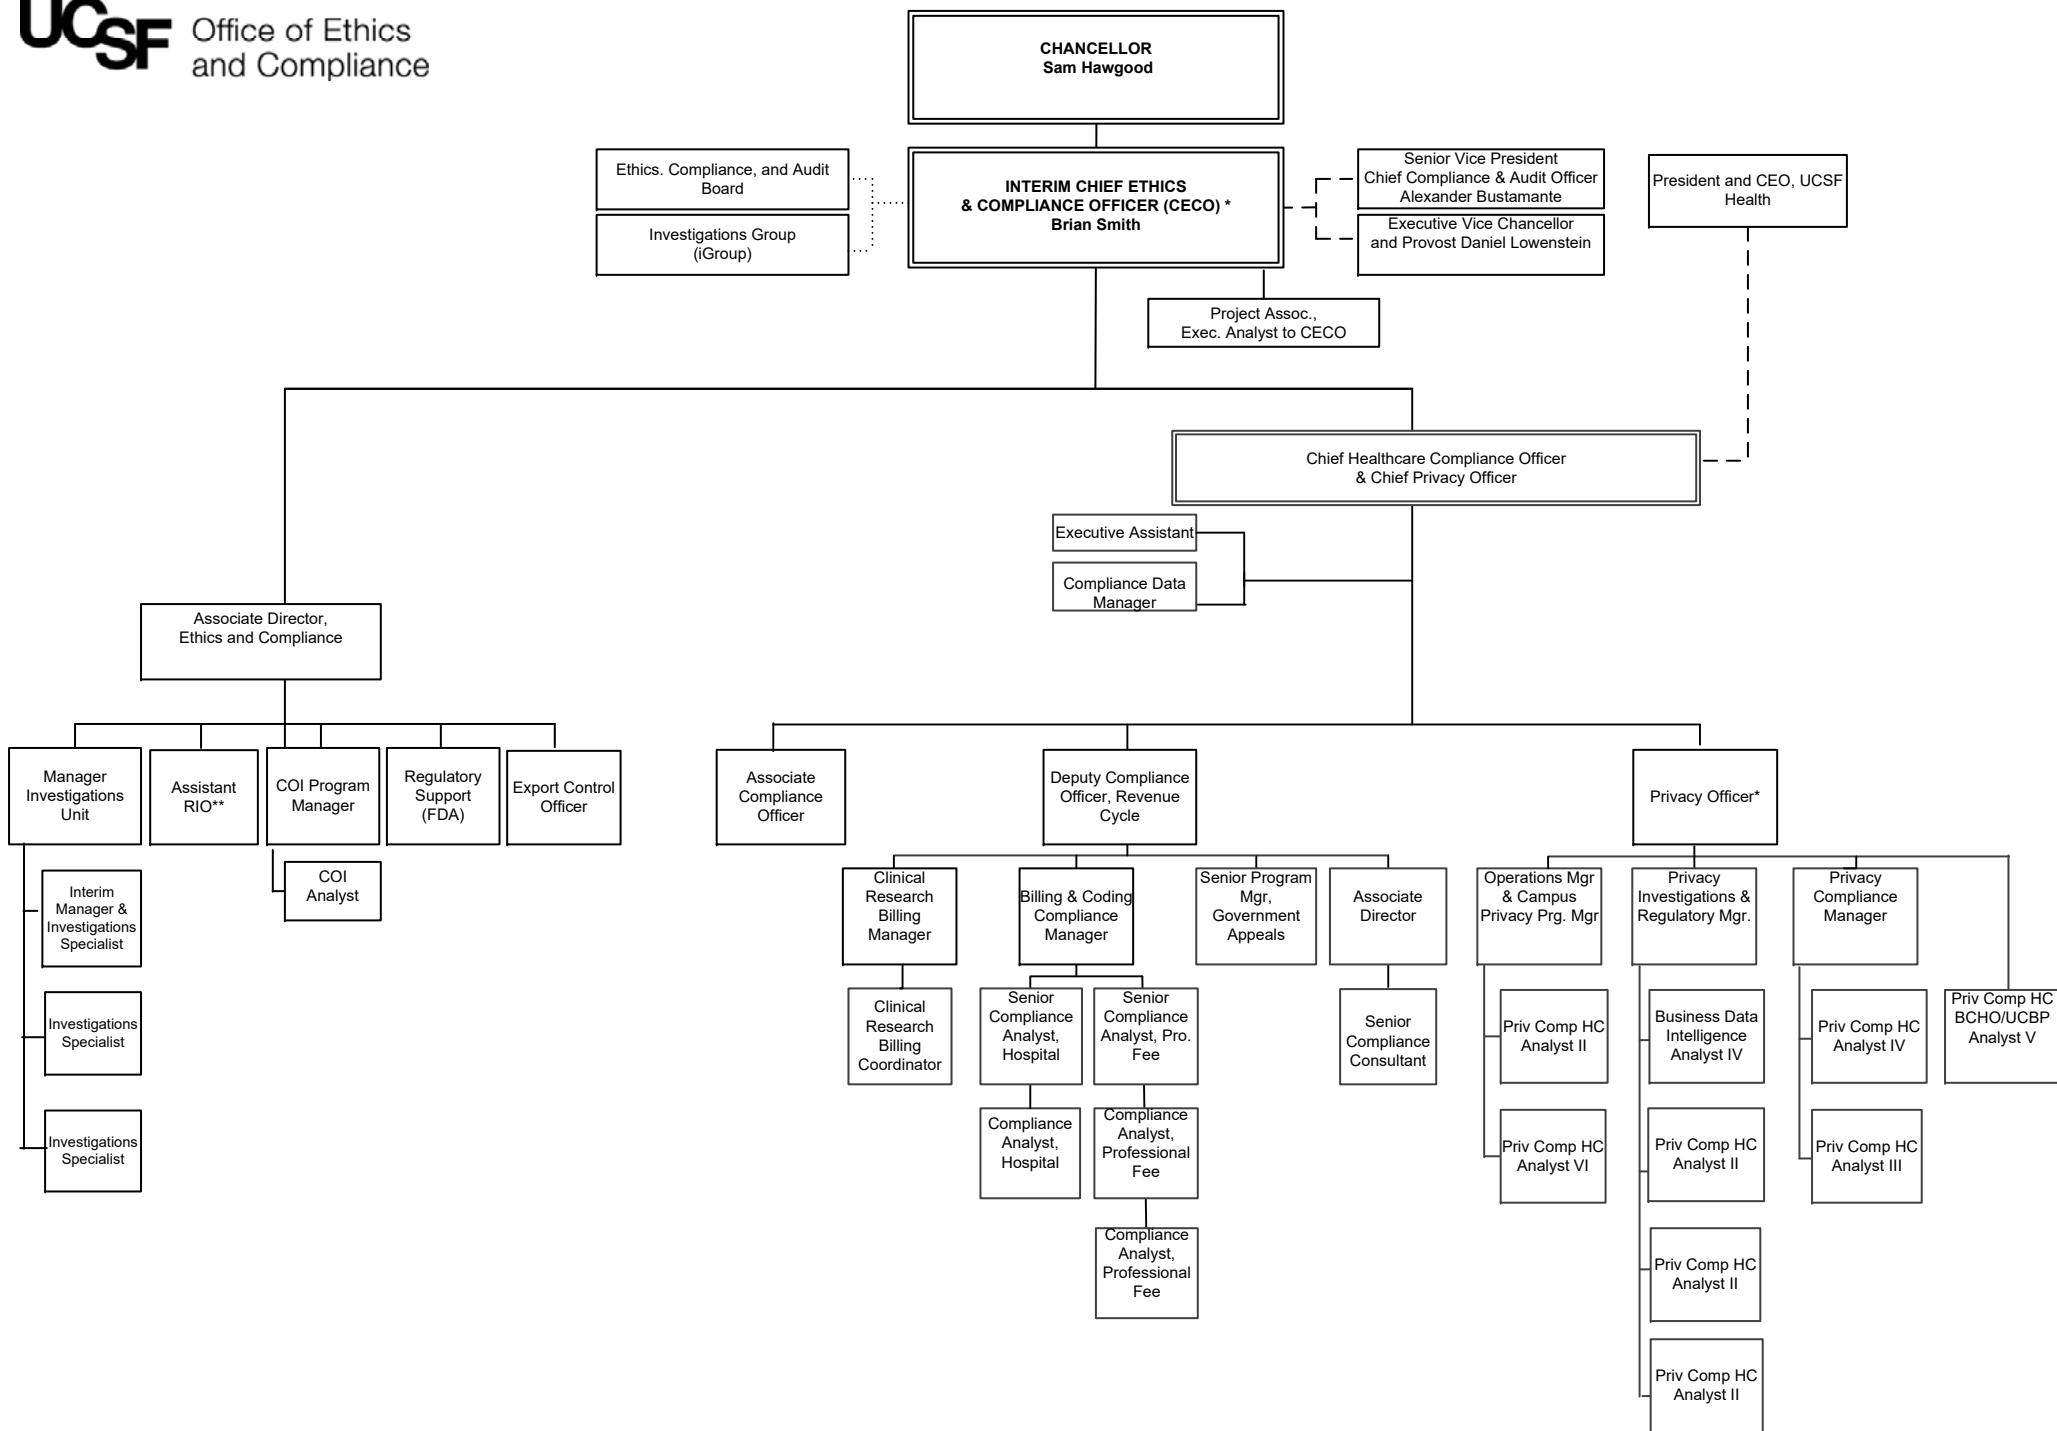 UCSF
Office of Ethics
and Compliance
CHANCELLOR
Sam Hawgood
Ethics. Compliance, and Audit
Board
Investigations Group
(iGroup)
INTERIM CHIEF ETHICS
& COMPLIANCE OFFICER (CECO) *
Brian Smith
Senior Vice President
Chief Compliance & Audit Officer
Alexander Bustamante
Executive Vice Chancellor
and Provost Daniel Lowenstein
President and CEO, UCSF
Health
Project Assoc.,
Exec. Analyst to CECO
Chief Healthcare Compliance Officer
& Chief Privacy Officer
Executive Assistant
Compliance Data
Manager
Associate Director,
Ethics and Compliance
Manager
Investigations
Unit
Assistant
RIO**
COI Program
Manager
Regulatory
Support
(FDA)
Export Control
Officer
Interim
Manager &
Investigations
Specialist
Investigations
Specialist
Investigations
Specialist
COI
Analyst
Associate
Compliance
Officer
Deputy Compliance
Officer, Revenue
Cycle
Privacy Officer*
Clinical
Research
Billing
Manager
Billing & Coding
Compliance
Manager
Senior Program
Mgr,
Government
Appeals
Associate
Director
Clinical
Research
Billing
Coordinator
Senior
Compliance
Analyst,
Hospital
Senior
Compliance
Analyst, Pro.
Fee
Senior
Compliance
Consultant
Compliance
Analyst,
Hospital
Compliance
Analyst,
Professional
Fee
Compliance
Analyst,
Professional
Fee
Operations Mgr
& Campus
Privacy Prg. Mgr
Privacy
Investigations &
Regulatory Mgr.
Privacy
Compliance
Manager
Priv Comp HC
Analyst II
Priv Comp HC
Analyst VI
Business Data
Intelligence
Analyst IV
Priv Comp HC
Analyst II
Priv Comp HC
Analyst II
Priv Comp HC
Analyst II
Priv Comp HC
Analyst IV
Priv Comp HC
Analyst III
Priv Comp HC
BCHO/UCBP
Analyst V